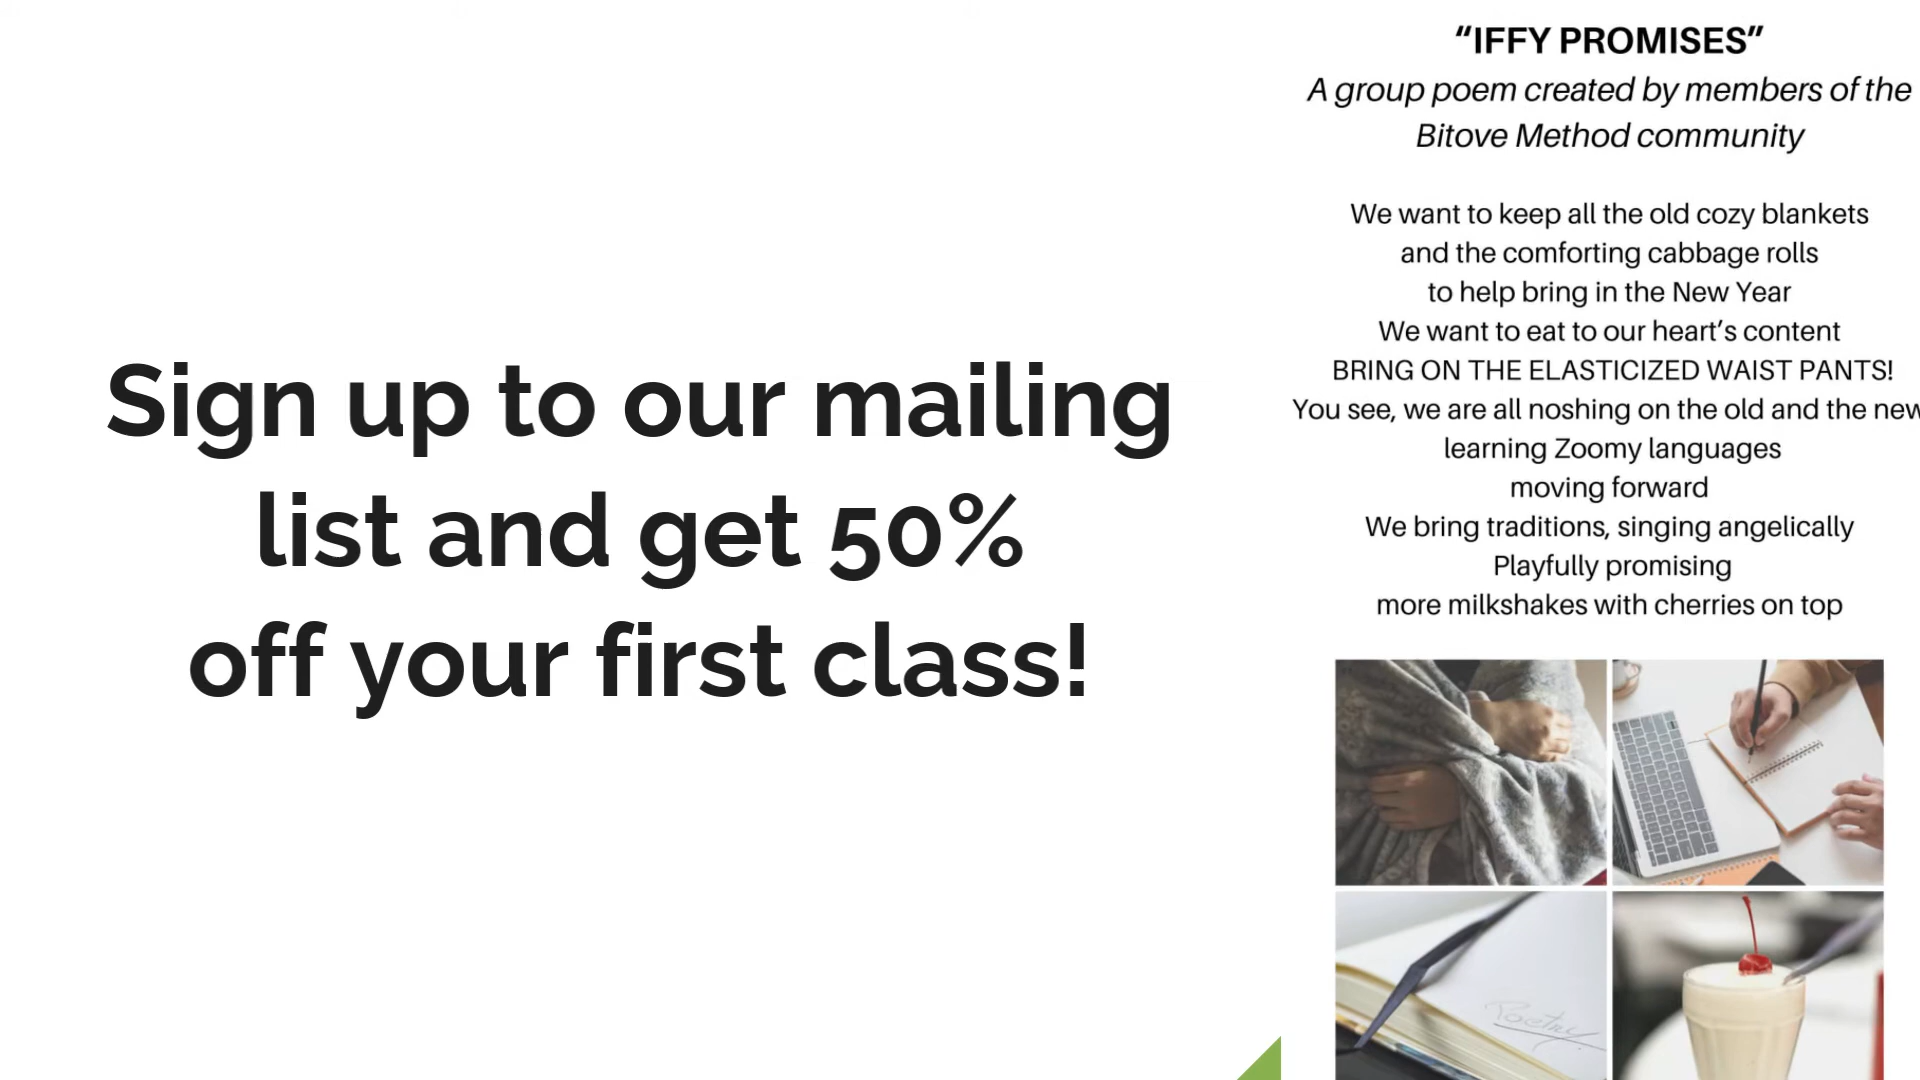 Sign up to our mailing
list and get 50%
off your first class!
“IFFY PROMISES”
A group poem created by members of the
Bitove Method community
We want to keep all the old cozy blankets
and the comforting cabbage rolls
to help bring in the New Year
We want to eat to our heart’s content
BRING ON THE ELASTICIZED WAIST PANTS!
You see, we are all noshing on the old and the new
learning Zoomy languages
moving forward
We bring traditions, singing angelically
Playfully promising
more milkshakes with cherries on top
Poetry